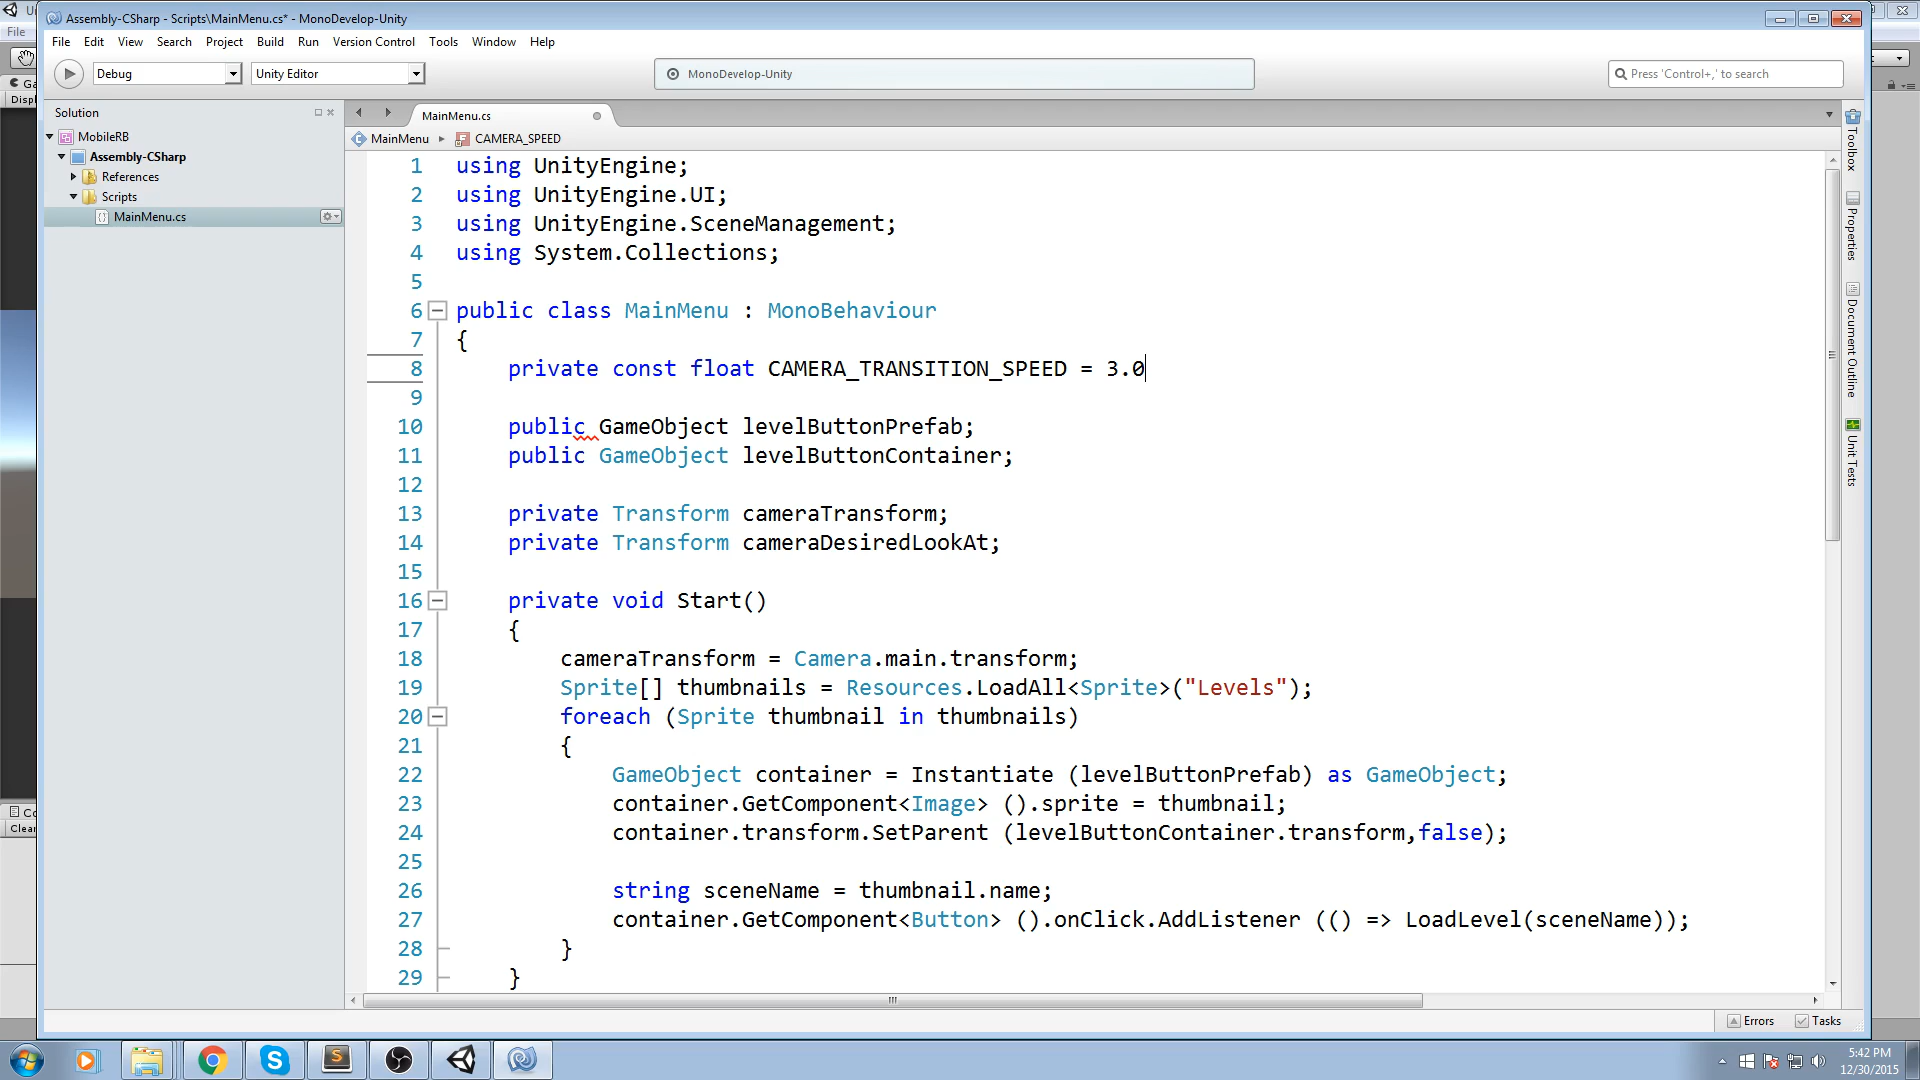 Assembly-CSharp - Scripts\MainMenu.cs* - MonoDevelop-Unity
File Edit View Search Project Build Run Version Control Tools Window Help
Debug Unity Editor MonoDevelop-Unity Press 'Control+,' to search
Solution
MobileRB
Assembly-CSharp
References
Scripts
MainMenu.cs
MainMenu.cs
MainMenu CAMERA_SPEED
1 using UnityEngine;
2 using UnityEngine.UI;
3 using UnityEngine.SceneManagement;
4 using System.Collections;
5
6 public class MainMenu : MonoBehaviour
7 {
8 private const float CAMERA_TRANSITION_SPEED = 3.0
9
10 public GameObject levelButtonPrefab;
11 public GameObject levelButtonContainer;
12
13 private Transform cameraTransform;
14 private Transform cameraDesiredLookAt;
15
16 private void Start()
17 {
18 cameraTransform = Camera.main.transform;
19 Sprite[] thumbnails = Resources.LoadAll<Sprite>("Levels");
20 foreach (Sprite thumbnail in thumbnails)
21 {
22 GameObject container = Instantiate (levelButtonPrefab) as GameObject;
23 container.GetComponent<Image> ().sprite = thumbnail;
24 container.transform.SetParent (levelButtonContainer.transform,false);
25
26 string sceneName = thumbnail.name;
27 container.GetComponent<Button> ().onClick.AddListener (() => LoadLevel(sceneName));
28 }
29 }
Toolbox
Properties
Document Outline
Unit Tests
Errors Tasks
File
Displ
Clear
5:42 PM
12/30/2015